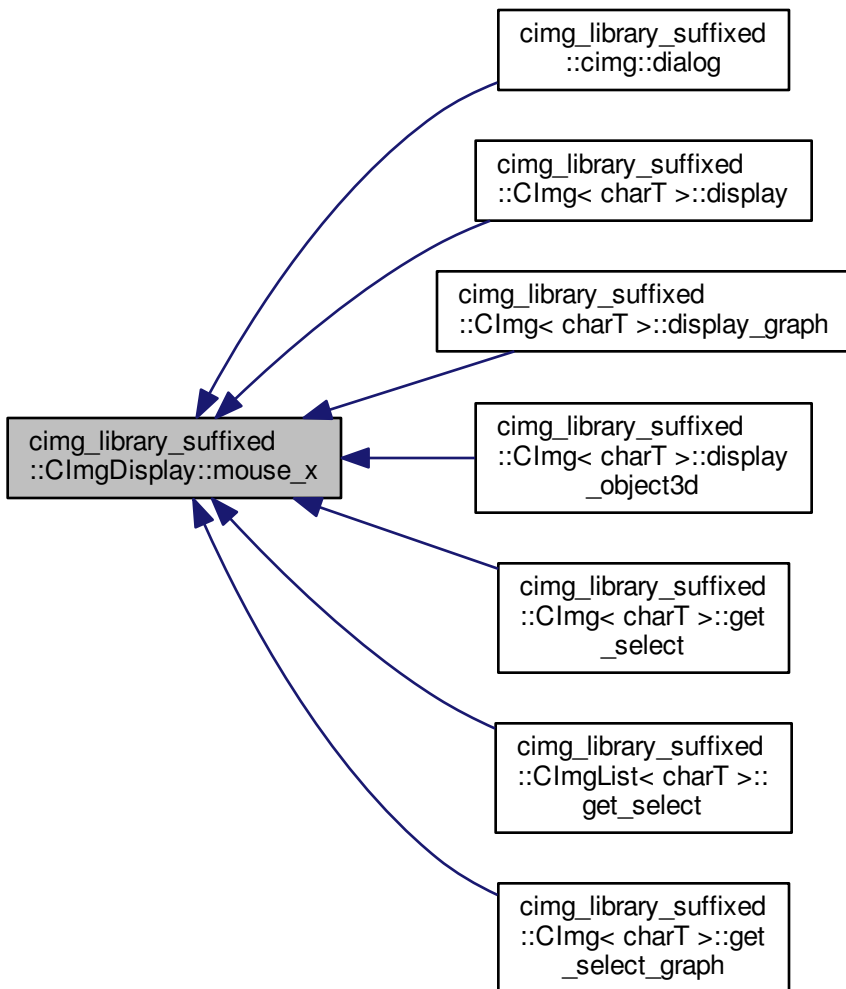 cimg_library_suffixed
::cimg::dialog
cimg_library_suffixed
::CImg< charT >::display
cimg_library_suffixed
::CImg< charT >::display_graph
cimg_library_suffixed
::CImgDisplay::mouse_x
cimg_library_suffixed
::CImg< charT >::display
_object3d
cimg_library_suffixed
::CImg< charT >::get
_select
cimg_library_suffixed
::CImgList< charT >::
get_select
cimg_library_suffixed
::CImg< charT >::get
_select_graph